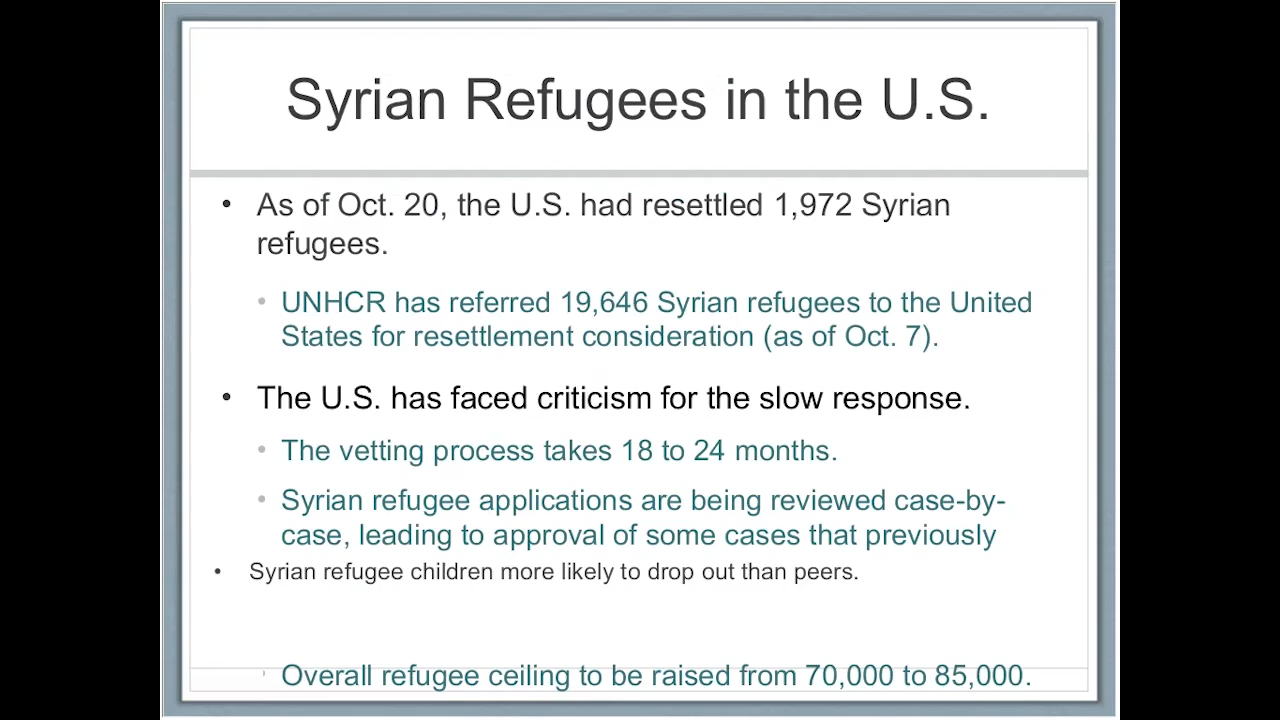 Syrian Refugees in the U.S.
• As of Oct. 20, the U.S. had resettled 1,972 Syrian
refugees.
• UNHCR has referred 19,646 Syrian refugees to the United
States for resettlement consideration (as of Oct. 7).
• The U.S. has faced criticism for the slow response.
• The vetting process takes 18 to 24 months.
• Syrian refugee applications are being reviewed case-by-
case, leading to approval of some cases that previously
• Syrian refugee children more likely to drop out than peers.
Overall refugee ceiling to be raised from 70,000 to 85,000.